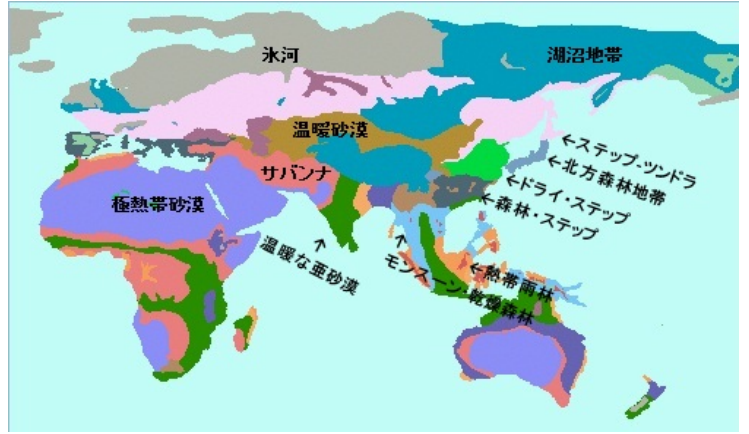 氷河
湖沼地帯
温暖砂漠
サバンナ
極熱帯砂漠
←ステップ・ツンドラ
←北方森林地帯
←ドライ・ステップ
←森林・ステップ
↑
温暖な亜砂漠
↑
モンスーン・乾燥森林
←熱帯雨林